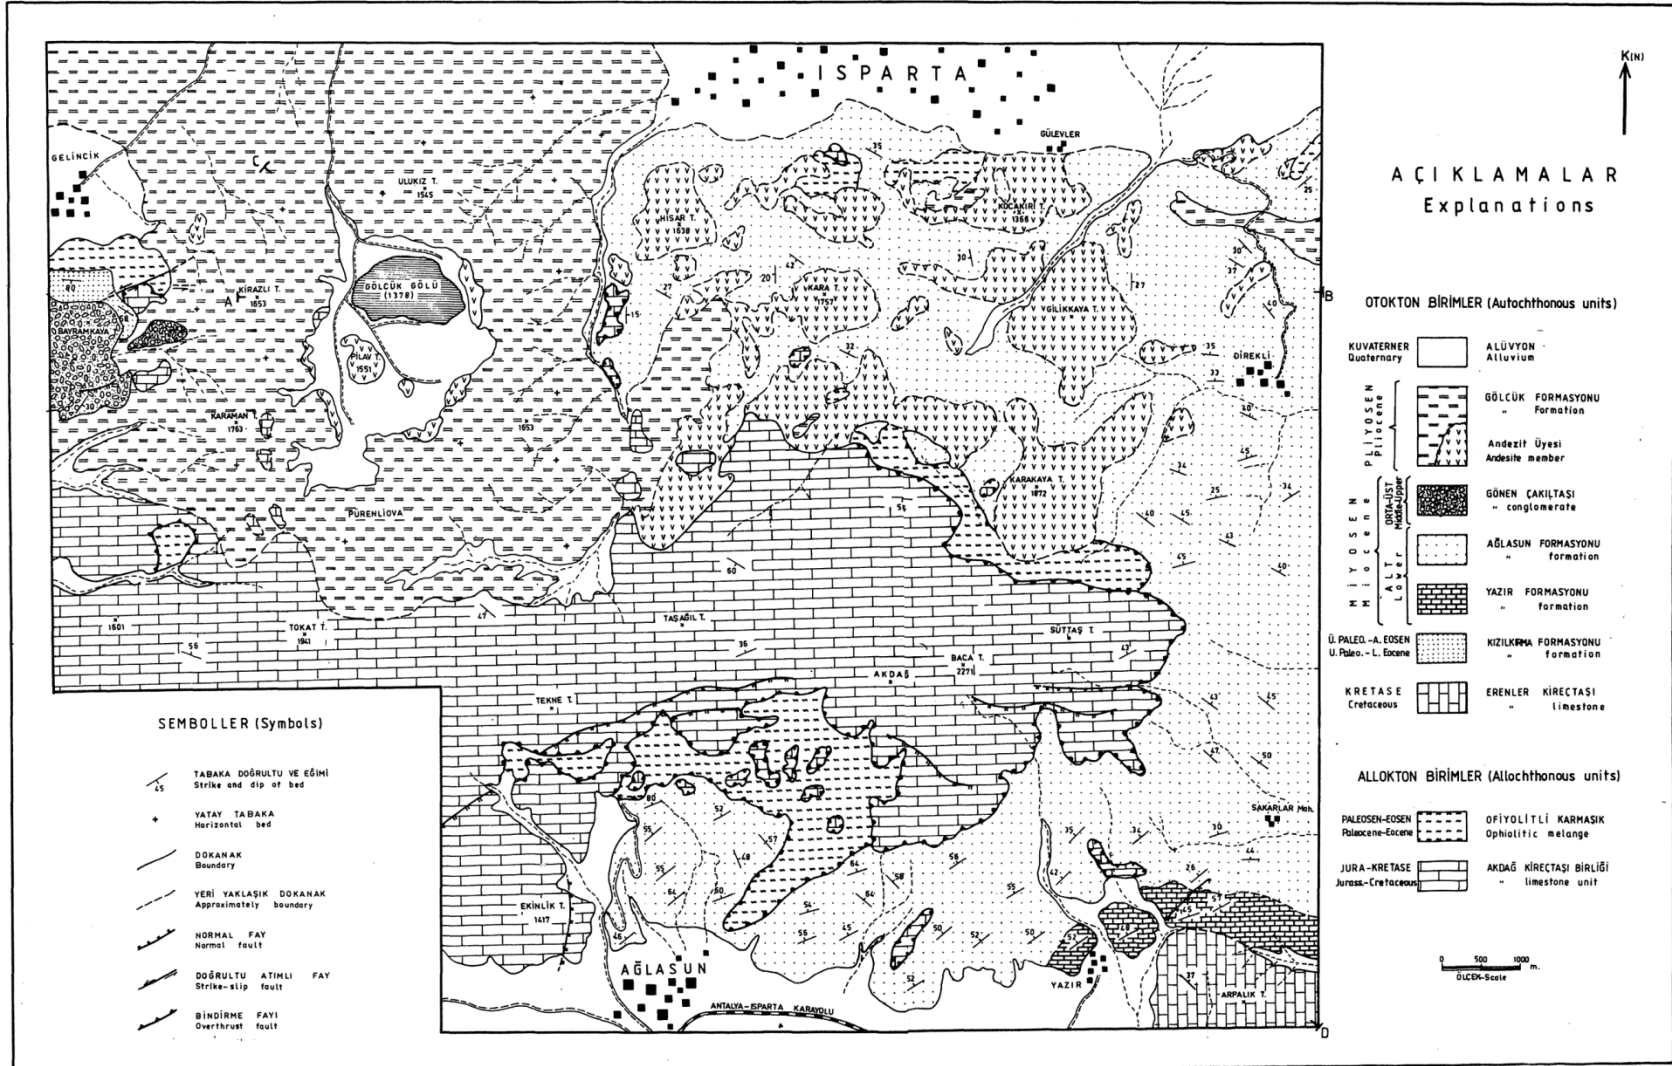 ISPARTA
GÜLEVLER
GELİNCİK
ULUKIZ T.
1545
HİSAR T.
1638
KOCAKIRI T.
1366
GÖLCÜK GÖLÜ
(1378)
KİRAZLI T.
1653
KARA T.
1757
GİLİKKAYA T.
BAYRAMKAYA
PİLAV T.
1551
DİREKLİ
KARAMAN T.
1763
1653
KARAKAYA T.
1872
PÜRENLİOVA
1601
TOKAT T.
1941
TAŞAĞIL T.
SÜTTAŞ T.
BACA T.
2271
AKDAĞ
TEKNE T.
SAKARLAR Mah.
EKİNLİK T.
1417
AĞLASUN
YAZIR
ARPALIK T.
ANTALYA-ISPARTA KARAYOLU
A
B
D
SEMBOLLER (Symbols)
45
TABAKA DOĞRULTU VE EĞİMİ
Strike and dip of bed
YATAY TABAKA
Horizontal bed
DOKANAK
Boundary
YERİ YAKLAŞIK DOKANAK
Approximately boundary
NORMAL FAY
Normal fault
DOĞRULTU ATIMLI FAY
Strike-slip fault
BİNDİRME FAYI
Overthrust fault
K(N)
AÇIKLAMALAR
Explanations
OTOKTON BİRİMLER (Autochthonous units)
KUVATERNER
Quaternary
ALÜVYON
Alluvium
PLİYOSEN
Pliocene
GÖLCÜK FORMASYONU
" Formation
Andezit Üyesi
Andesite member
MİYOSEN
Miocene
ORTA-ÜST
Middle-Upper
GÖNEN ÇAKILTAŞI
" conglomerate
ALT
Lower
AĞLASUN FORMASYONU
" formation
YAZIR FORMASYONU
" formation
Ü. PALEO.-A. EOSEN
U. Paleo.-L. Eocene
KIZILKIRMA FORMASYONU
" formation
KRETASE
Cretaceous
ERENLER KİREÇTAŞI
" limestone
ALLOKTON BİRİMLER (Allochthonous units)
PALEOSEN-EOSEN
Paleocene-Eocene
OFİYOLİTLİ KARMAŞIK
Ophiolitic melange
JURA-KRETASE
Jurass.-Cretaceous
AKDAĞ KİREÇTAŞI BİRLİĞİ
" limestone unit
0 500 1000 m.
ÖLÇEK-Scale